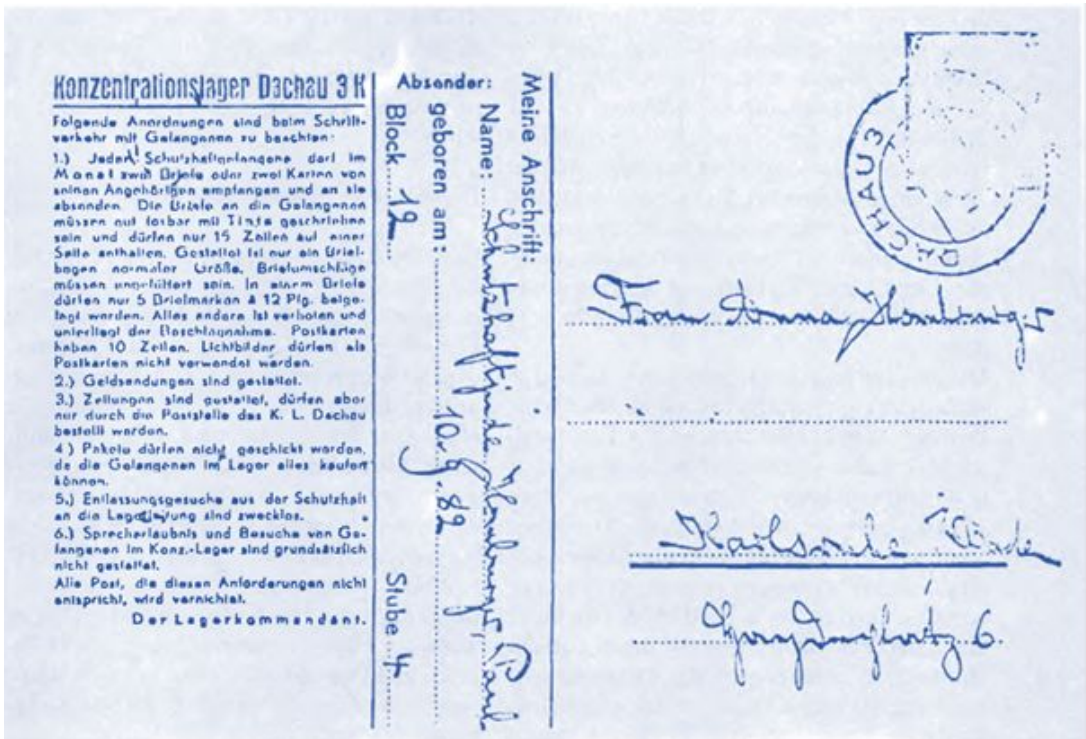 Konzentrationslager Dachau 3 K
Folgende Anordnungen sind beim Schrift-
verkehr mit Gefangenen zu beachten:
1.) Jeder Schutzhaftgefangene darf im
Monat zwei Briefe oder zwei Karten von
seinen Angehörigen empfangen und an sie
absenden. Die Briefe an die Gefangenen
müssen gut lesbar mit Tinte geschrieben
sein und dürfen nur 15 Zeilen auf einer
Seite enthalten. Gestattet ist nur ein Brief-
bogen normaler Größe. Briefumschläge
müssen ungefüttert sein. In einem Briefe
dürfen nur 5 Briefmarken à 12 Pfg. beige-
legt werden. Alles andere ist verboten und
unterliegt der Beschlagnahme. Postkarten
haben 10 Zeilen. Lichtbilder dürfen als
Postkarten nicht verwendet werden.
2.) Geldsendungen sind gestattet.
3.) Zeitungen sind gestattet, dürfen aber
nur durch die Poststelle des K. L. Dachau
bestellt werden.
4.) Pakete dürfen nicht geschickt werden,
da die Gefangenen im Lager alles kaufen
können.
5.) Entlassungsgesuche aus der Schutzhaft
an die Lagerleitung sind zwecklos.
6.) Sprecherlaubnis und Besuche von Ge-
fangenen im Konz.-Lager sind grundsätzlich
nicht gestattet.
Alle Post, die diesen Anforderungen nicht
entspricht, wird vernichtet.
Der Lagerkommandant.
Absender:
Meine Anschrift:
Name: Schutzhaftjude Homburger, Paul
geboren am: 10. 9. 82
Block 12 Stube 4
DACHAU 3
Frau Anna Homburger
Karlsruhe Baden
Haydnplatz 6